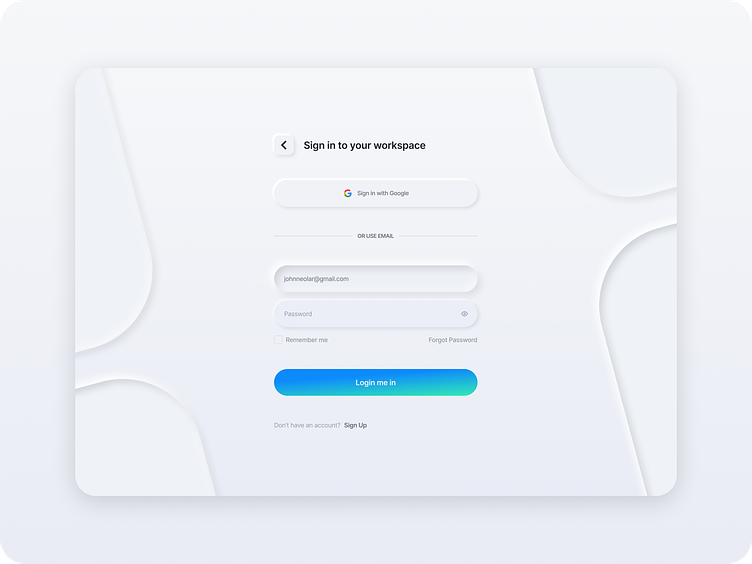 Sign in to your workspace
Sign in with Google
OR USE EMAIL
johnneolar@gmail.com
Password
Remember me Forgot Password
Login me in
Don't have an account? Sign Up